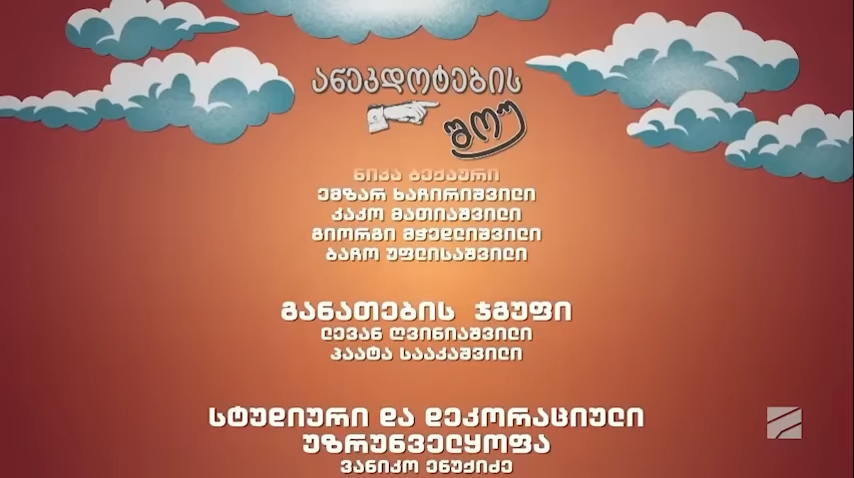 ანეკდოტების
შოუ
ნიკა ბექაური
ემზარ ხაჩირიშვილი
კაკო მათიაშვილი
გიორგი მჭედლიშვილი
ბაჩო უფლისაშვილი
განათების ჯგუფი
ლევან ღვინიაშვილი
პაატა სააკაშვილი
სტუდიური და დეკორაციული
უზრუნველყოფა
ვანიკო ენუქიძე